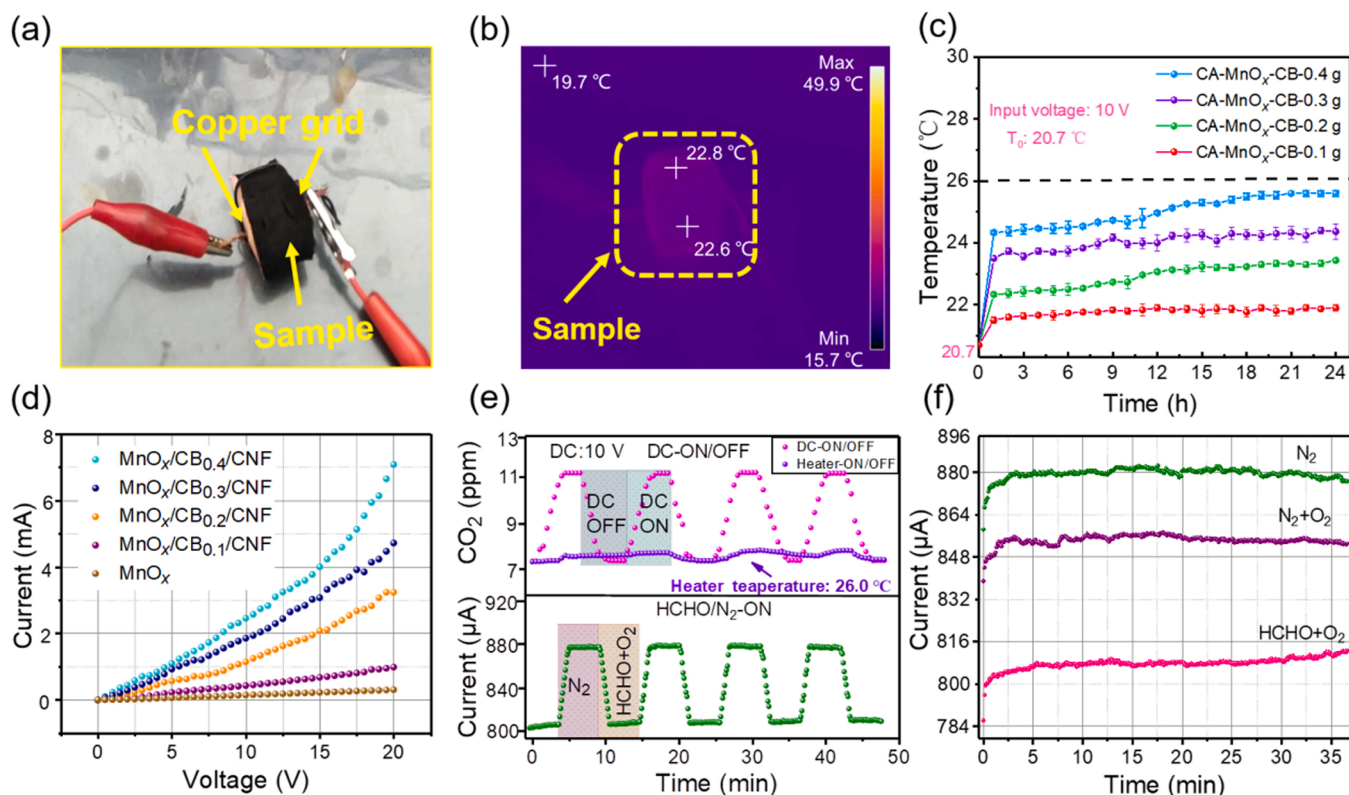 (a)
Copper grid
Sample
(b)
19.7 ℃
Max
49.9 ℃
22.8 ℃
22.6 ℃
Sample
Min
15.7 ℃
(c)
CA-MnOₓ-CB-0.4 g
CA-MnOₓ-CB-0.3 g
CA-MnOₓ-CB-0.2 g
CA-MnOₓ-CB-0.1 g
Input voltage: 10 V
T₀: 20.7 ℃
30
28
26
24
22
20.7
Temperature (℃)
0 3 6 9 12 15 18 21 24
Time (h)
(d)
8
6
4
2
0
Current (mA)
MnOₓ/CB₀.₄/CNF
MnOₓ/CB₀.₃/CNF
MnOₓ/CB₀.₂/CNF
MnOₓ/CB₀.₁/CNF
MnOₓ
0 5 10 15 20
Voltage (V)
(e)
13
11
9
7
CO₂ (ppm)
DC:10 V DC-ON/OFF
DC-ON/OFF
Heater-ON/OFF
DC
OFF
DC
ON
Heater teaperature: 26.0 ℃
920
880
840
800
Current (μA)
HCHO/N₂-ON
N₂
HCHO+O₂
0 10 20 30 40 50
Time (min)
(f)
896
880
864
848
832
816
800
784
Current (μA)
N₂
N₂+O₂
HCHO+O₂
0 5 10 15 20 25 30 35
Time (min)